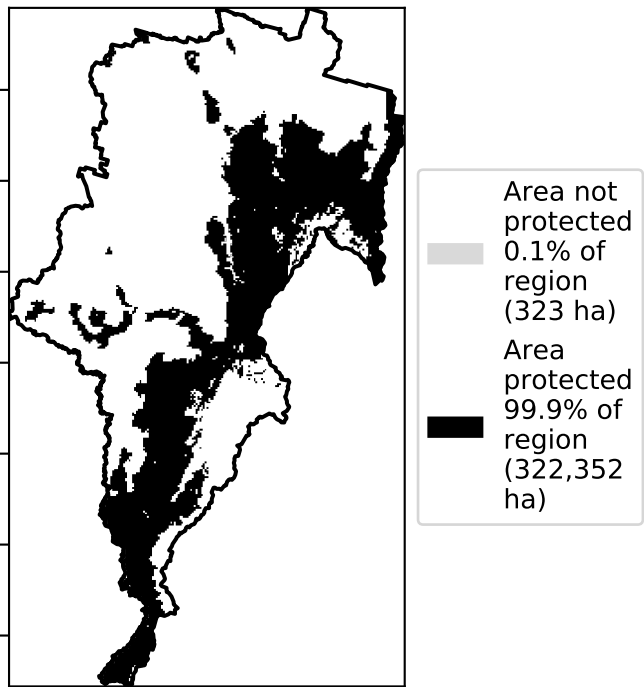 Area not
protected
0.1% of
region
(323 ha)
Area
protected
99.9% of
region
(322,352
ha)